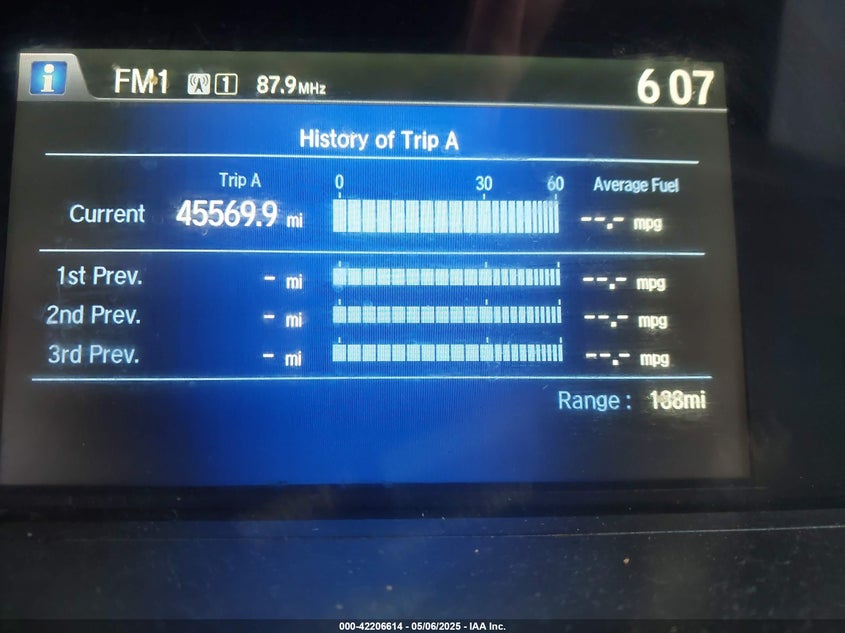 i FM1 1 87.9MHz 6 07
History of Trip A
Trip A 0 30 60 Average Fuel
Current 45569.9 mi --.- mpg
1st Prev. - mi --.- mpg
2nd Prev. - mi --.- mpg
3rd Prev. - mi --.- mpg
Range : 188mi
000-42206614 - 05/06/2025 - IAA Inc.